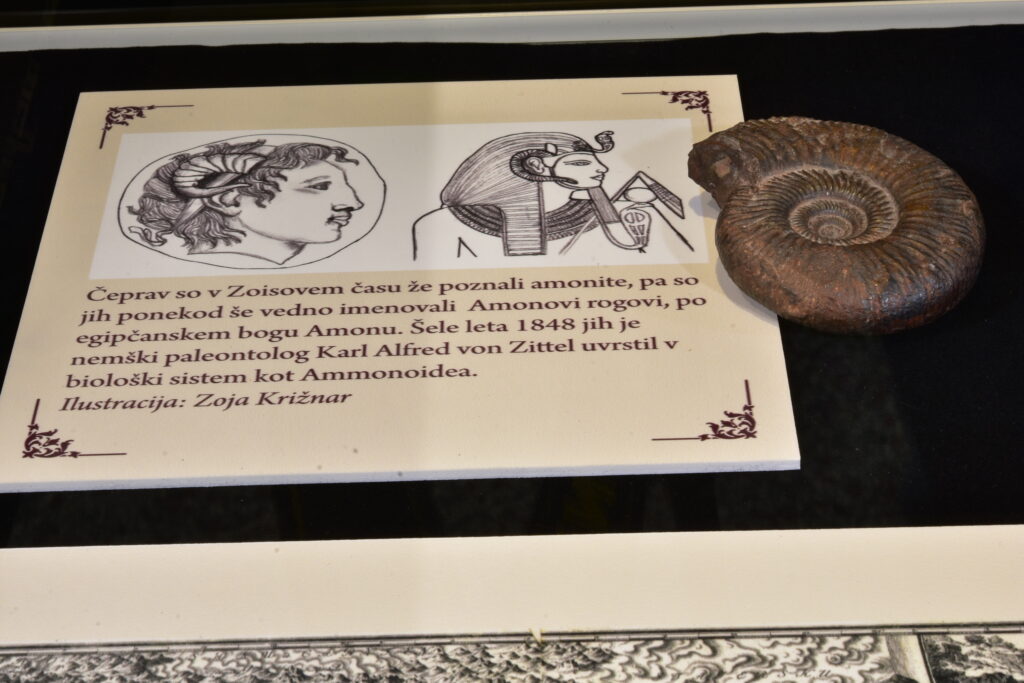 Čeprav so v Zoisovem času že poznali amonite, pa so
jih ponekod še vedno imenovali Amonovi rogovi, po
egipčanskem bogu Amonu. Šele leta 1848 jih je
nemški paleontolog Karl Alfred von Zittel uvrstil v
biološki sistem kot Ammonoidea.
Ilustracija: Zoja Križnar